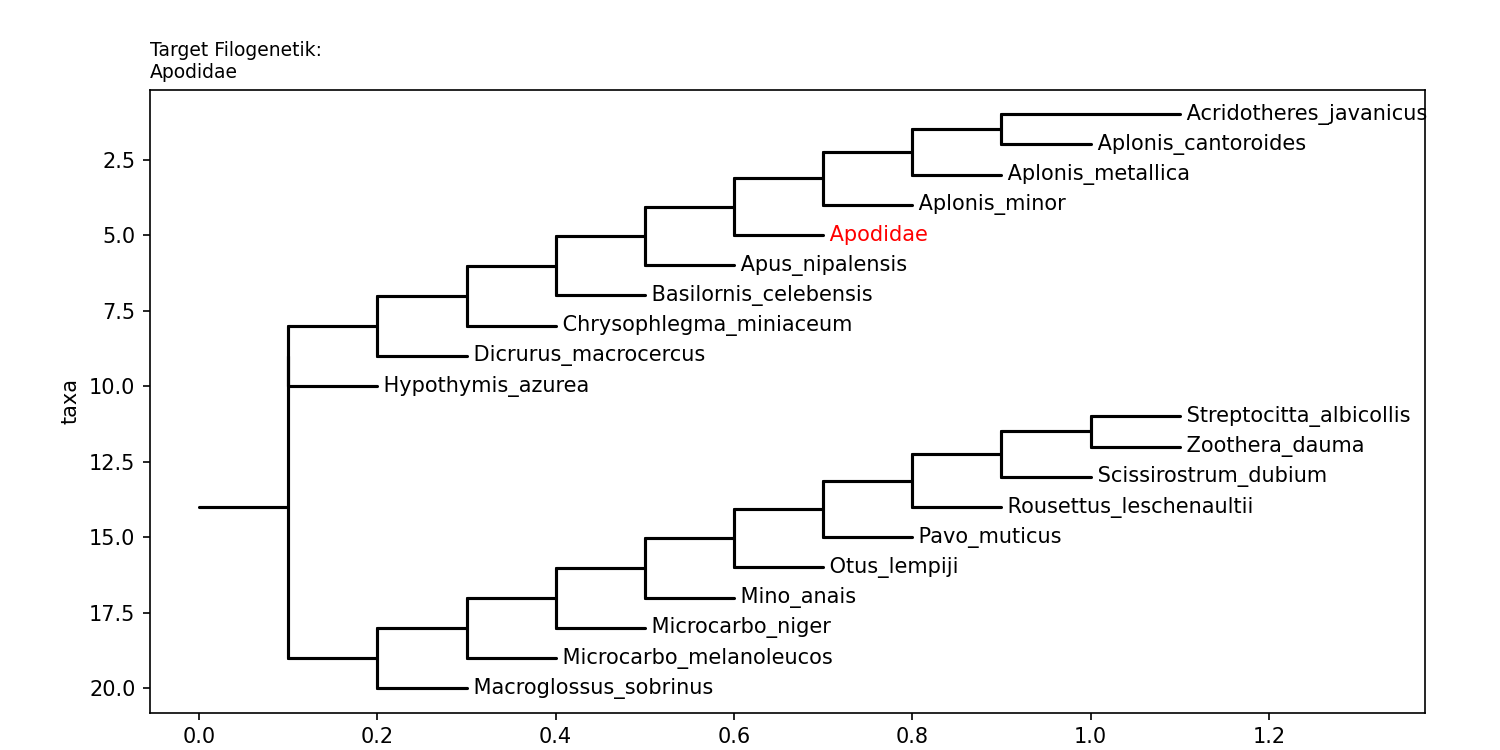 Target Filogenetik:
Apodidae
Acridotheres_javanicus
Aplonis_cantoroides
2.5
Aplonis_metallica
Aplonis_minor
5.0
Apodidae
Apus_nipalensis
Basilornis_celebensis
7.5
Chrysophlegma_miniaceum
Dicrurus_macrocercus
10.0
Hypothymis_azurea
taxa
Streptocitta_albicollis
Zoothera_dauma
12.5
Scissirostrum_dubium
Rousettus_leschenaultii
15.0
Pavo_muticus
Otus_lempiji
Mino_anais
17.5
Microcarbo_niger
Microcarbo_melanoleucos
20.0
Macroglossus_sobrinus
0.0 0.2 0.4 0.6 0.8 1.0 1.2